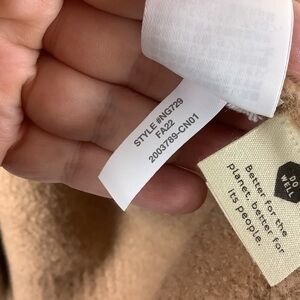 STYLE #NG729
FA22
2003789-CN01
DO
WELL
Better for the
planet, better for
its people.